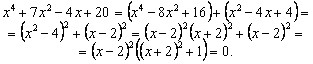 x⁴ + 7x² − 4x + 20 = (x⁴ − 8x² + 16) + (x² − 4x + 4) =
= (x² − 4)² + (x − 2)² = (x − 2)²(x + 2)² + (x − 2)² =
= (x − 2)²((x + 2)² + 1) = 0.